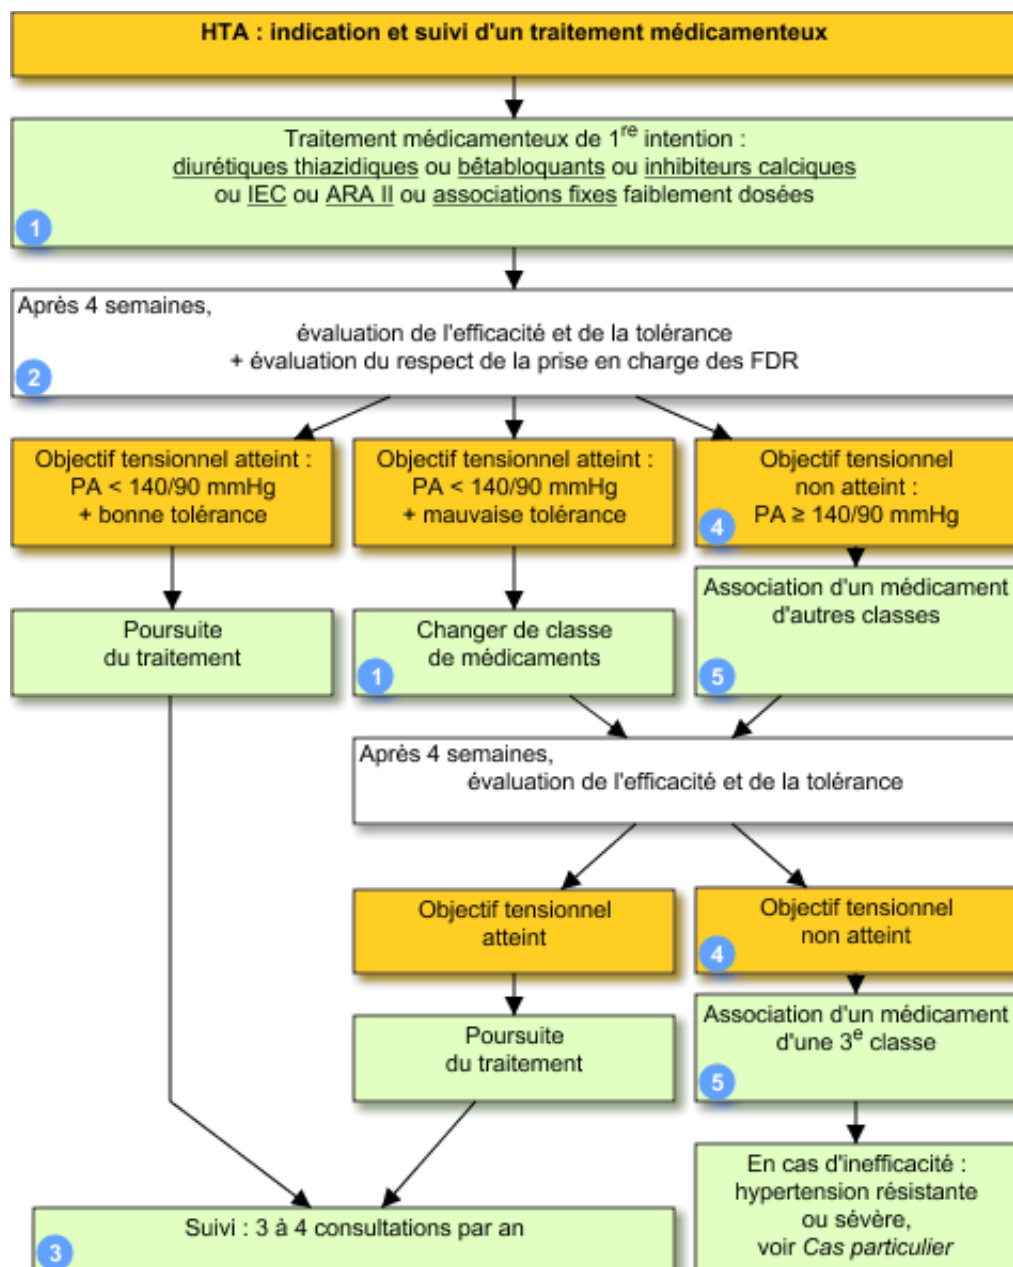 HTA : indication et suivi d'un traitement médicamenteux
Traitement médicamenteux de 1re intention :
diurétiques thiazidiques ou bêtabloquants ou inhibiteurs calciques
ou IEC ou ARA II ou associations fixes faiblement dosées
1
Après 4 semaines,
évaluation de l'efficacité et de la tolérance
+ évaluation du respect de la prise en charge des FDR
2
Objectif tensionnel atteint :
PA < 140/90 mmHg
+ bonne tolérance
Objectif tensionnel atteint :
PA < 140/90 mmHg
+ mauvaise tolérance
Objectif tensionnel
non atteint :
PA ≥ 140/90 mmHg
4
Poursuite
du traitement
Changer de classe
de médicaments
1
Association d'un médicament
d'autres classes
5
Après 4 semaines,
évaluation de l'efficacité et de la tolérance
Objectif tensionnel
atteint
Objectif tensionnel
non atteint
4
Poursuite
du traitement
Association d'un médicament
d'une 3e classe
5
En cas d'inefficacité :
hypertension résistante
ou sévère,
voir Cas particulier
Suivi : 3 à 4 consultations par an
3